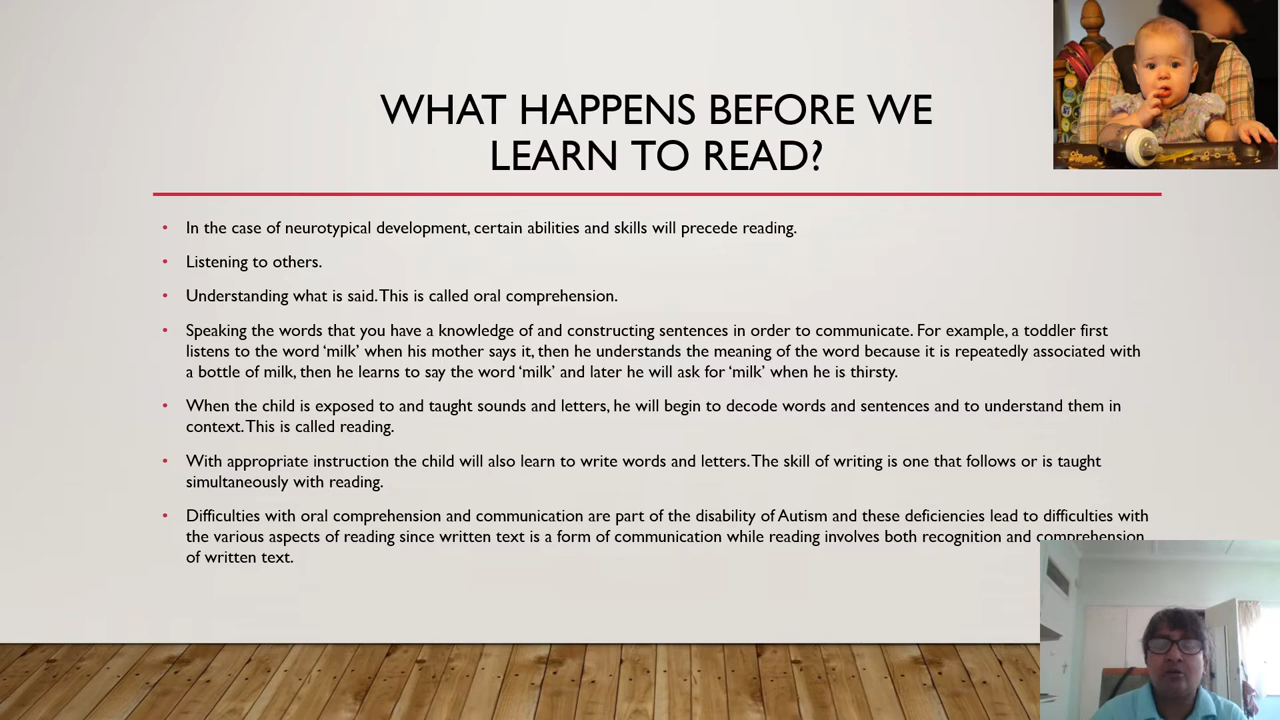 WHAT HAPPENS BEFORE WE
LEARN TO READ?
• In the case of neurotypical development, certain abilities and skills will precede reading.
• Listening to others.
• Understanding what is said. This is called oral comprehension.
• Speaking the words that you have a knowledge of and constructing sentences in order to communicate. For example, a toddler first
listens to the word ‘milk’ when his mother says it, then he understands the meaning of the word because it is repeatedly associated with
a bottle of milk, then he learns to say the word ‘milk’ and later he will ask for ‘milk’ when he is thirsty.
• When the child is exposed to and taught sounds and letters, he will begin to decode words and sentences and to understand them in
context. This is called reading.
• With appropriate instruction the child will also learn to write words and letters. The skill of writing is one that follows or is taught
simultaneously with reading.
• Difficulties with oral comprehension and communication are part of the disability of Autism and these deficiencies lead to difficulties with
the various aspects of reading since written text is a form of communication while reading involves both recognition and comprehension
of written text.